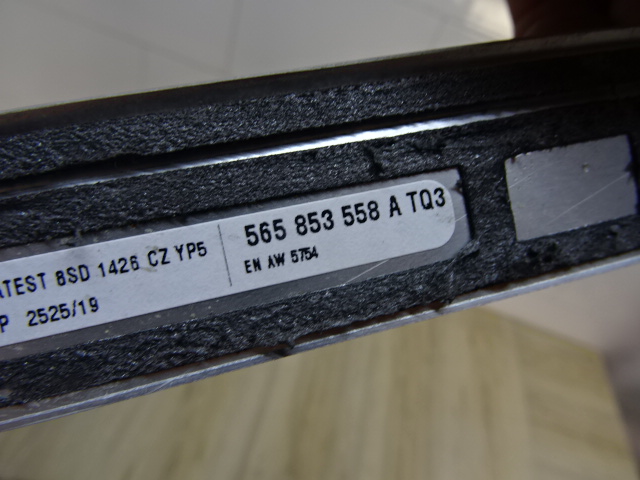 ATEST 8SD 1426 CZ YP5
P 2525/19
565 853 558 A TQ3
EN AW 5754